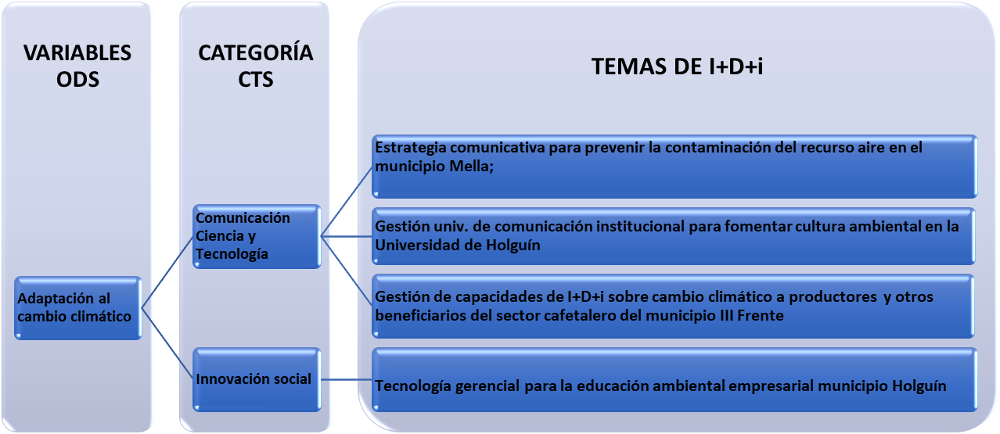 VARIABLES
ODS
CATEGORÍA
CTS
TEMAS DE I+D+i
Adaptación al
cambio climático
Comunicación
Ciencia y
Tecnología
Innovación social
Estrategia comunicativa para prevenir la contaminación del recurso aire en el
municipio Mella;
Gestión univ. de comunicación institucional para fomentar cultura ambiental en la
Universidad de Holguín
Gestión de capacidades de I+D+i sobre cambio climático a productores y otros
beneficiarios del sector cafetalero del municipio III Frente
Tecnología gerencial para la educación ambiental empresarial municipio Holguín